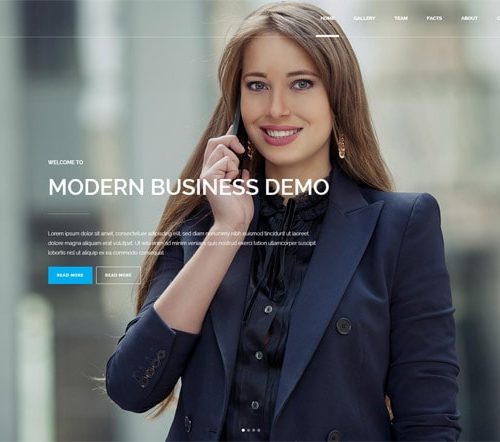 HOME GALLERY TEAM FACTS ABOUT
WELCOME TO
MODERN BUSINESS DEMO
Lorem ipsum dolor sit amet, consectetuer adipiscing elit, sed diam nonummy nibh euismod tincidunt ut laoreet
dolore magna aliquam erat volutpat. Ut wisi enim ad minim veniam, quis nostrud exerci tation ullamcorper suscipit
lobortis nisl ut aliquip ex ea commodo consequat.
READ MORE READ MORE